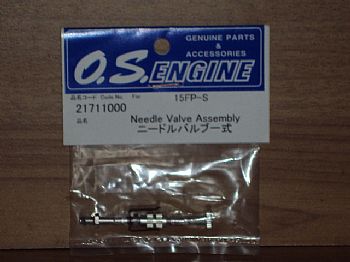 GENUINE PARTS
&
ACCESSORIES
O.S. ENGINE
品名コード Code No. For 15FP-S
21711000
品名 Needle Valve Assembly
ニードルバルブ一式